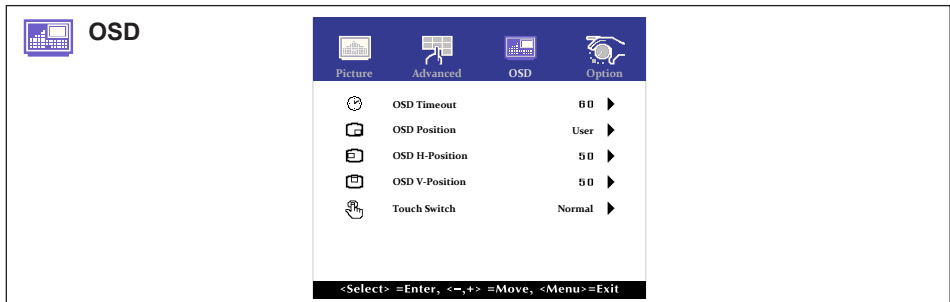 OSD
Picture Advanced OSD Option
OSD Timeout 60
OSD Position User
OSD H-Position 50
OSD V-Position 50
Touch Switch Normal
<Select> =Enter, <–,+> =Move, <Menu>=Exit